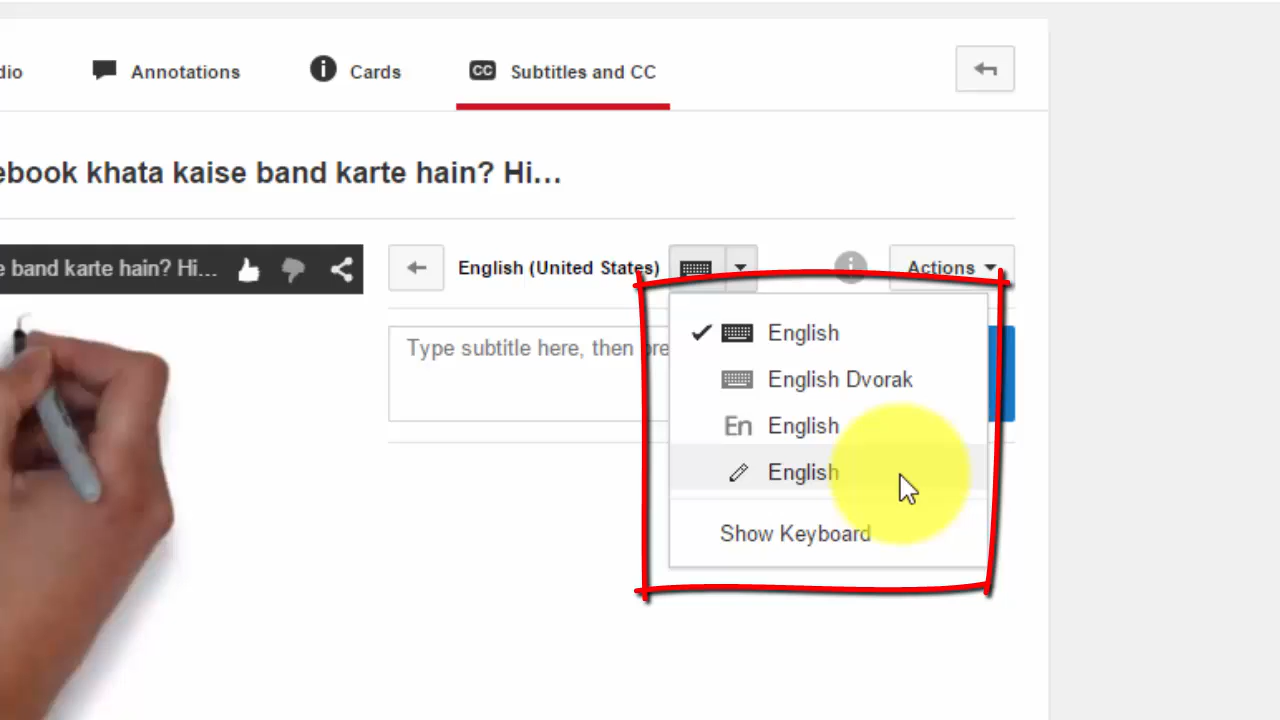 dio
Annotations
Cards
CC Subtitles and CC
ebook khata kaise band karte hain? Hi...
e band karte hain? Hi...
English (United States)
Actions
Type subtitle here, then pre
English
English Dvorak
En English
English
Show Keyboard